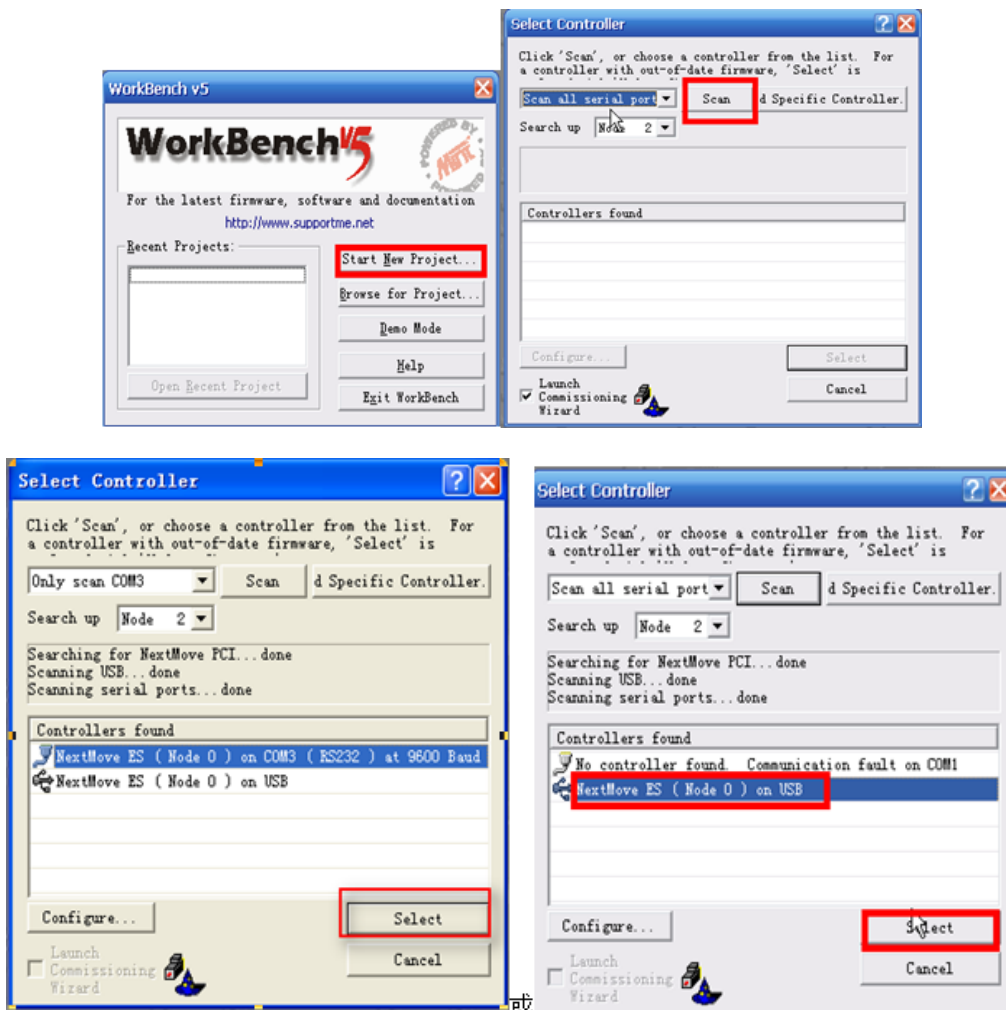 WorkBench v5
WorkBench v5
POWERED BY Mint
For the latest firmware, software and documentation
http://www.supportme.net
Recent Projects:
Start New Project...
Browse for Project...
Demo Mode
Help
Open Recent Project
Exit WorkBench
Select Controller
Click 'Scan', or choose a controller from the list. For
a controller with out-of-date firmware, 'Select' is
Scan all serial port
Scan
d Specific Controller.
Search up
Node 2
Controllers found
Configure...
Select
Launch
Commissioning
Wizard
Cancel
Select Controller
Click 'Scan', or choose a controller from the list. For
a controller with out-of-date firmware, 'Select' is
Only scan COM3
Scan
d Specific Controller.
Search up
Node 2
Searching for NextMove PCI...done
Scanning USB...done
Scanning serial ports...done
Controllers found
NextMove ES ( Node 0 ) on COM3 ( RS232 ) at 9600 Baud
NextMove ES ( Node 0 ) on USB
Configure...
Select
Launch
Commissioning
Wizard
Cancel
或
Select Controller
Click 'Scan', or choose a controller from the list. For
a controller with out-of-date firmware, 'Select' is
Scan all serial port
Scan
d Specific Controller.
Search up
Node 2
Searching for NextMove PCI...done
Scanning USB...done
Scanning serial ports...done
Controllers found
No controller found. Communication fault on COM1
NextMove ES ( Node 0 ) on USB
Configure...
Select
Launch
Commissioning
Wizard
Cancel